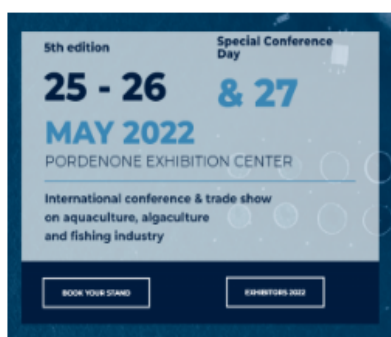 5th edition
Special Conference
Day
25 - 26
& 27
MAY 2022
PORDENONE EXHIBITION CENTER
International conference & trade show
on aquaculture, algaculture
and fishing industry
BOOK YOUR STAND
EXHIBITORS 2022